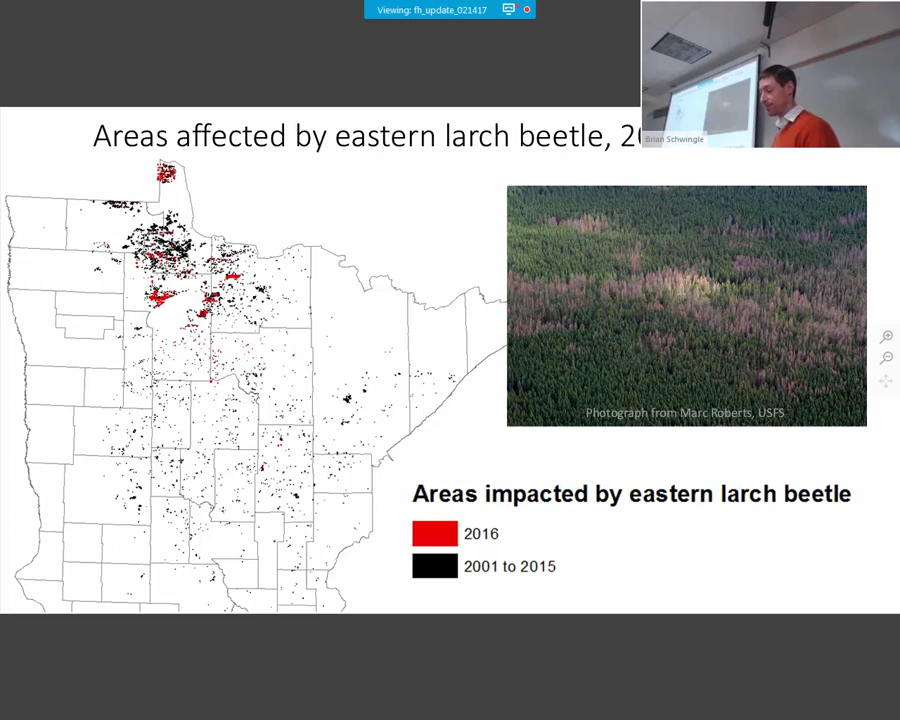 Viewing: fh_update_021417
Areas affected by eastern larch beetle,
Brian Schwingle
Photograph from Marc Roberts, USFS
Areas impacted by eastern larch beetle
2016
2001 to 2015